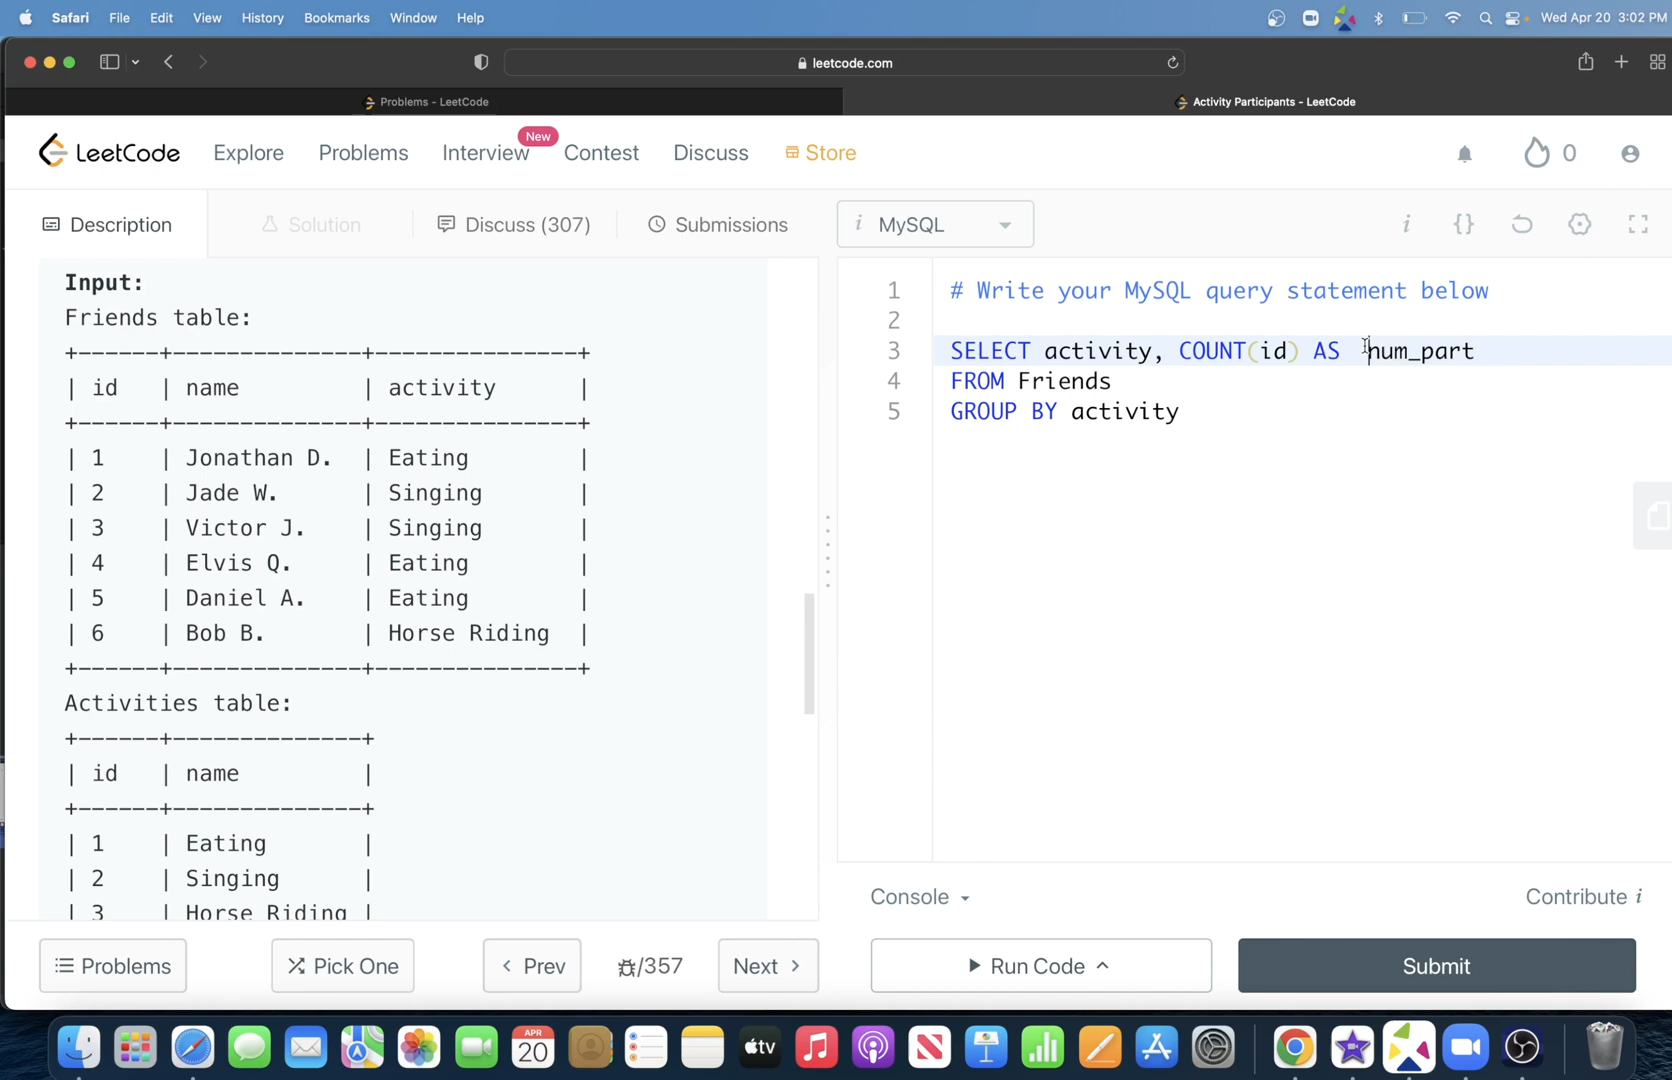 Safari File Edit View History Bookmarks Window Help Wed Apr 20 3:02 PM
leetcode.com
Problems - LeetCode Activity Participants - LeetCode
LeetCode Explore Problems Interview New Contest Discuss Store 0
Description Solution Discuss (307) Submissions i MySQL i {}
Input:
Friends table:
+------+--------------+---------------+
| id | name | activity |
+------+--------------+---------------+
| 1 | Jonathan D. | Eating |
| 2 | Jade W. | Singing |
| 3 | Victor J. | Singing |
| 4 | Elvis Q. | Eating |
| 5 | Daniel A. | Eating |
| 6 | Bob B. | Horse Riding |
+------+--------------+---------------+
Activities table:
+------+--------------+
| id | name |
+------+--------------+
| 1 | Eating |
| 2 | Singing |
| 3 | Horse Riding |
1 # Write your MySQL query statement below
2
3 SELECT activity, COUNT(id) AS num_part
4 FROM Friends
5 GROUP BY activity
Console Contribute i
Problems Pick One < Prev /357 Next > Run Code Submit
APR
20
tv